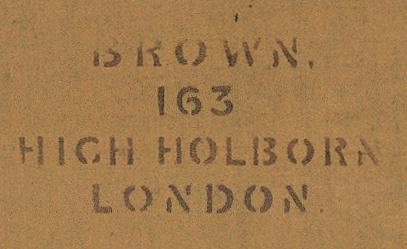 BROWN,
163
HIGH HOLBORN
LONDON.